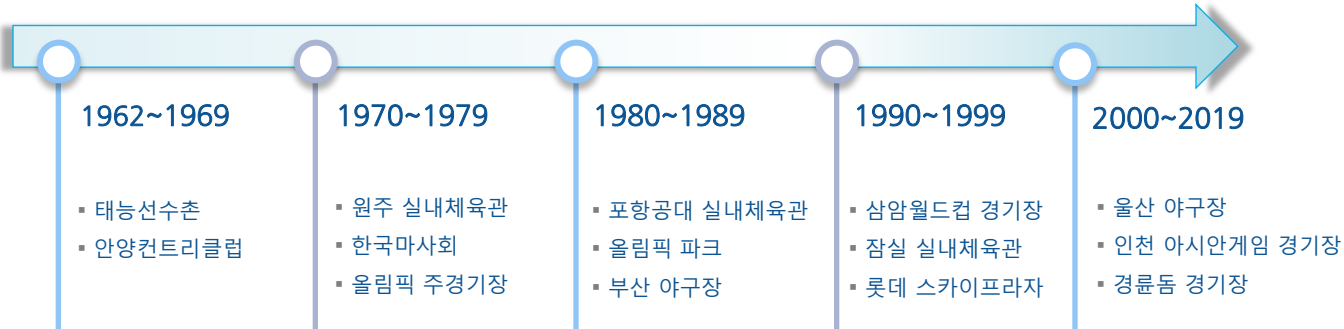 1962~1969
▪ 태능선수촌
▪ 안양컨트리클럽
1970~1979
▪ 원주 실내체육관
▪ 한국마사회
▪ 올림픽 주경기장
1980~1989
▪ 포항공대 실내체육관
▪ 올림픽 파크
▪ 부산 야구장
1990~1999
▪ 삼암월드컵 경기장
▪ 잠실 실내체육관
▪ 롯데 스카이프라자
2000~2019
▪ 울산 야구장
▪ 인천 아시안게임 경기장
▪ 경륜돔 경기장